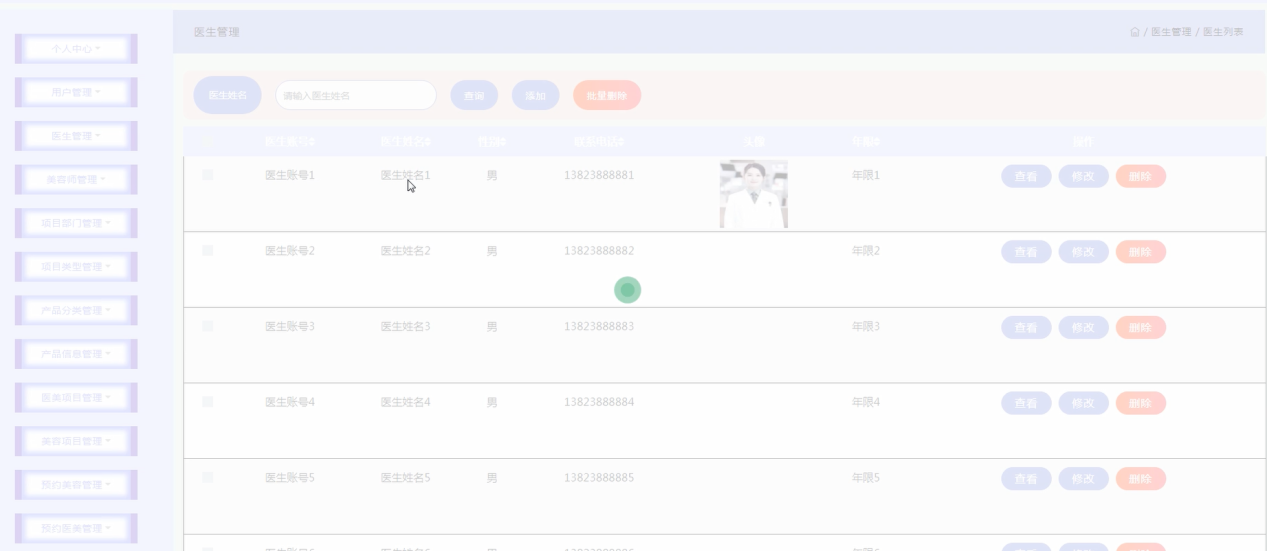 个人中心
用户管理
医生管理
美容师管理
项目部门管理
项目类型管理
产品分类管理
产品信息管理
医美项目管理
美容项目管理
预约美容管理
预约医美管理
医生管理
/ 医生管理 / 医生列表
医生姓名 请输入医生姓名 查询 添加 批量删除
医生账号 医生姓名 性别 联系电话 头像 年限 操作
医生账号1 医生姓名1 男 13823888881 年限1 查看 修改 删除
医生账号2 医生姓名2 男 13823888882 年限2 查看 修改 删除
医生账号3 医生姓名3 男 13823888883 年限3 查看 修改 删除
医生账号4 医生姓名4 男 13823888884 年限4 查看 修改 删除
医生账号5 医生姓名5 男 13823888885 年限5 查看 修改 删除